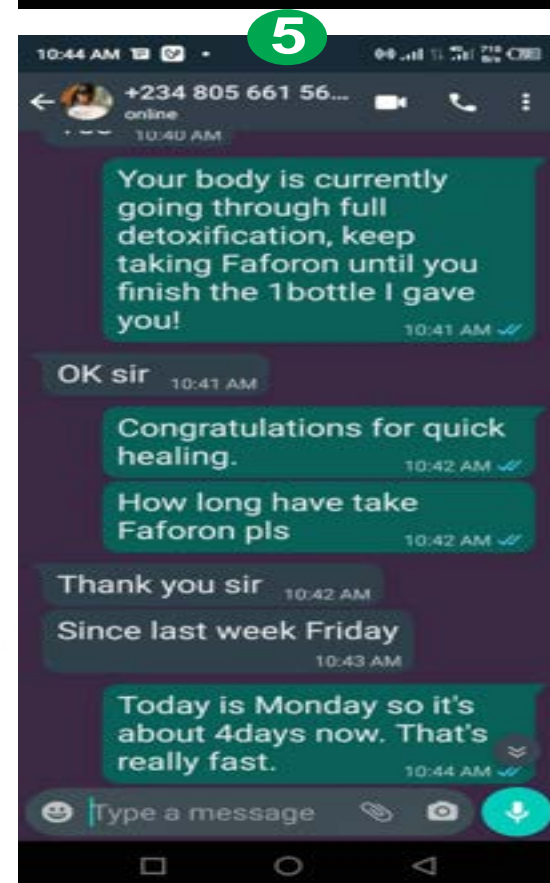 5
10:44 AM
+234 805 661 56...
online
10:40 AM
Your body is currently
going through full
detoxification, keep
taking Faforon until you
finish the 1bottle I gave
you!
10:41 AM
OK sir 10:41 AM
Congratulations for quick
healing.
10:42 AM
How long have take
Faforon pls
10:42 AM
Thank you sir 10:42 AM
Since last week Friday
10:43 AM
Today is Monday so it's
about 4days now. That's
really fast.
10:44 AM
Type a message